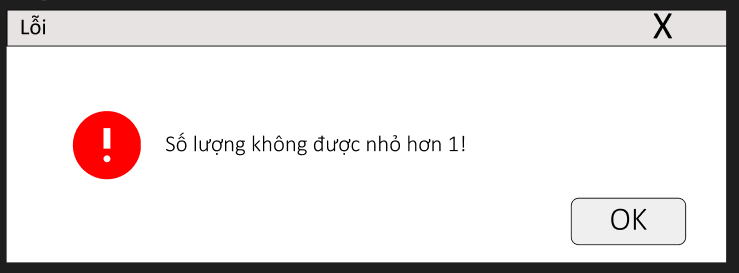 Lỗi
X
Số lượng không được nhỏ hơn 1!
OK